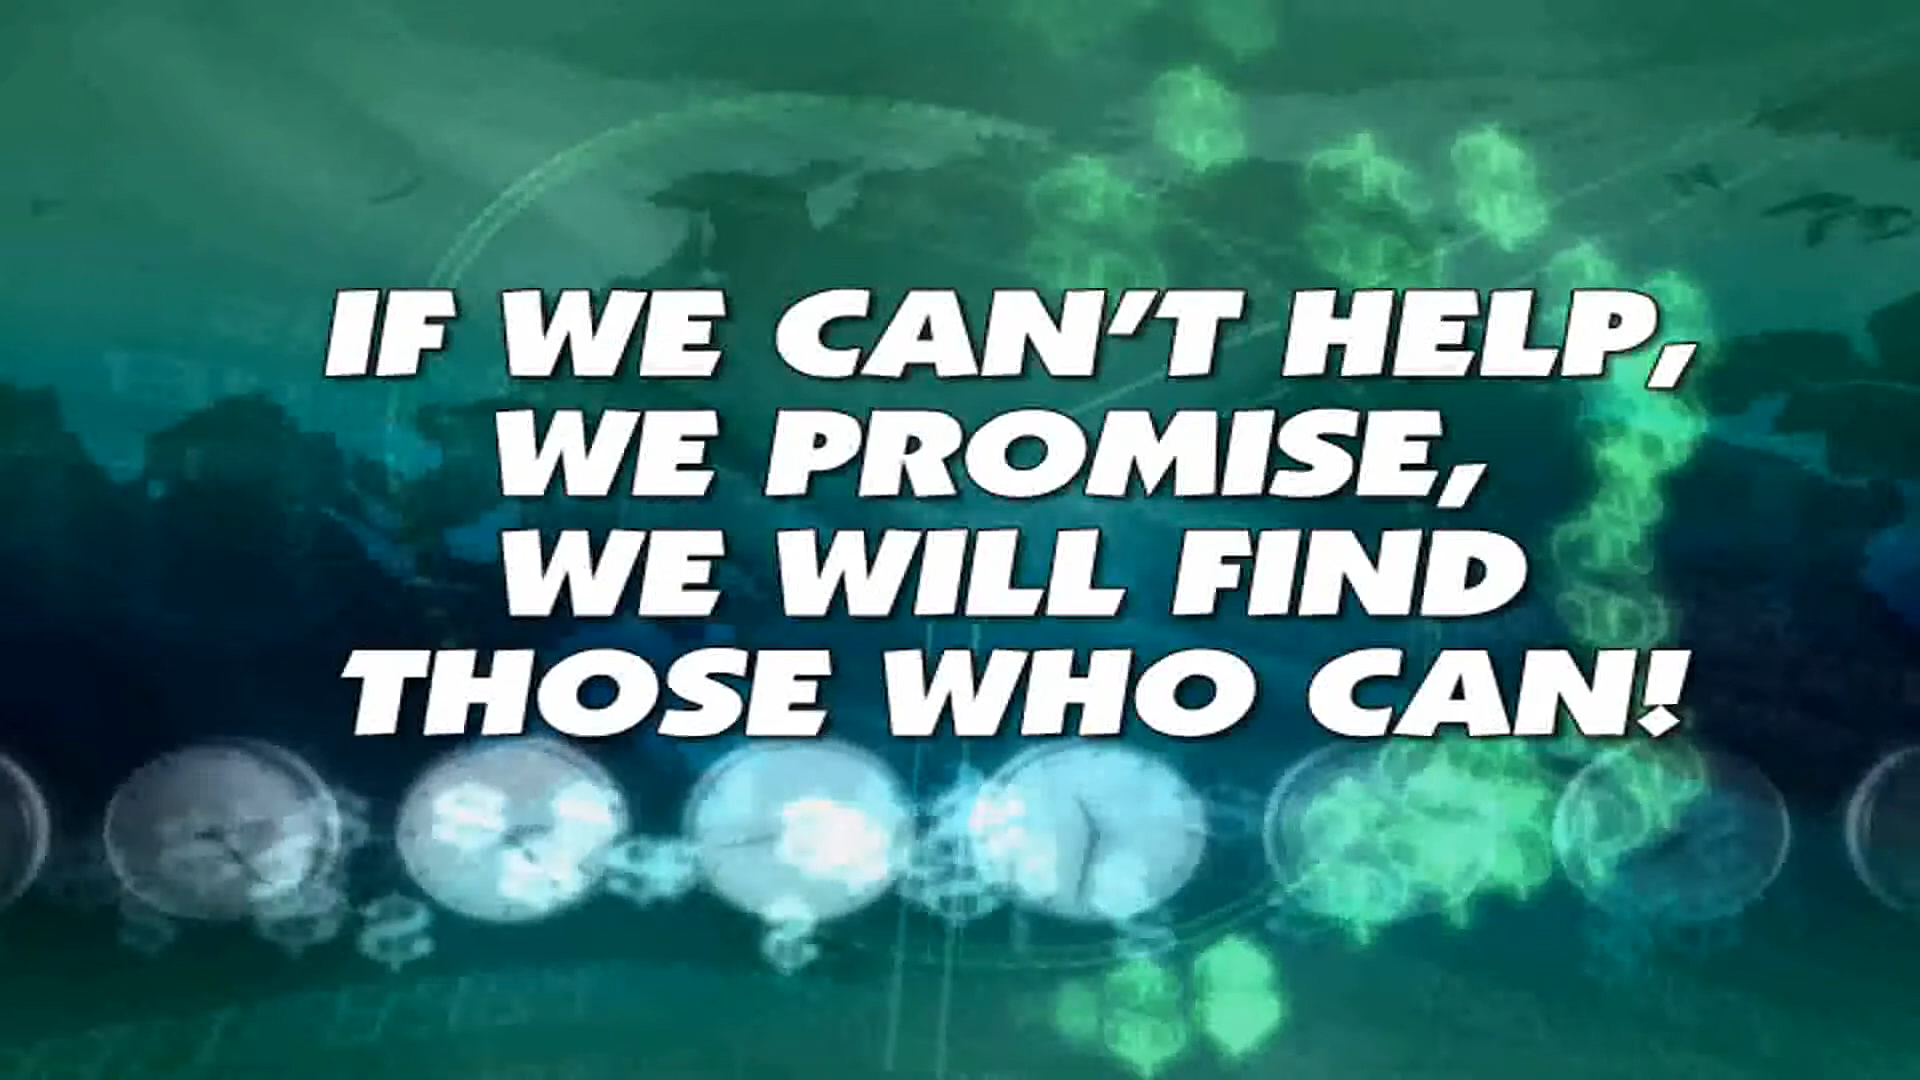 IF WE CAN'T HELP,
WE PROMISE,
WE WILL FIND
THOSE WHO CAN!